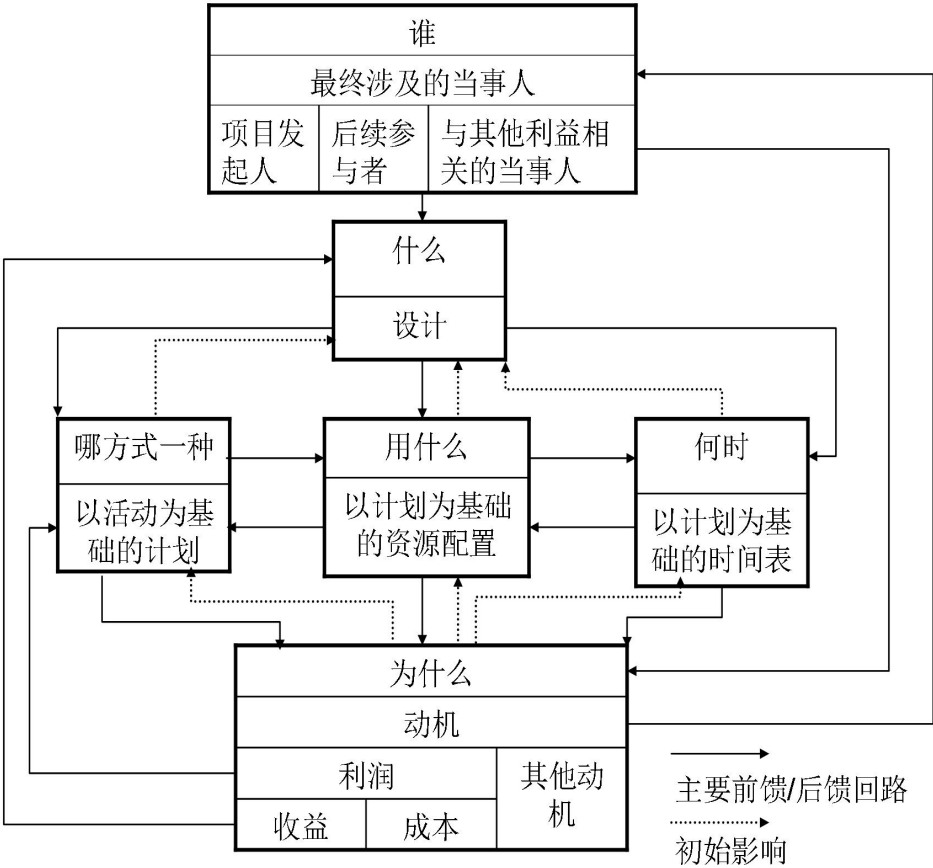 谁
最终涉及的当事人
项目发
起人
后续参
与者
与其他利益相
关的当事人
什么
设计
哪方式一种
以活动为基
础的计划
用什么
以计划为基础
的资源配置
何时
以计划为基
础的时间表
为什么
动机
利润
收益
成本
其他动
机
主要前馈/后馈回路
初始影响